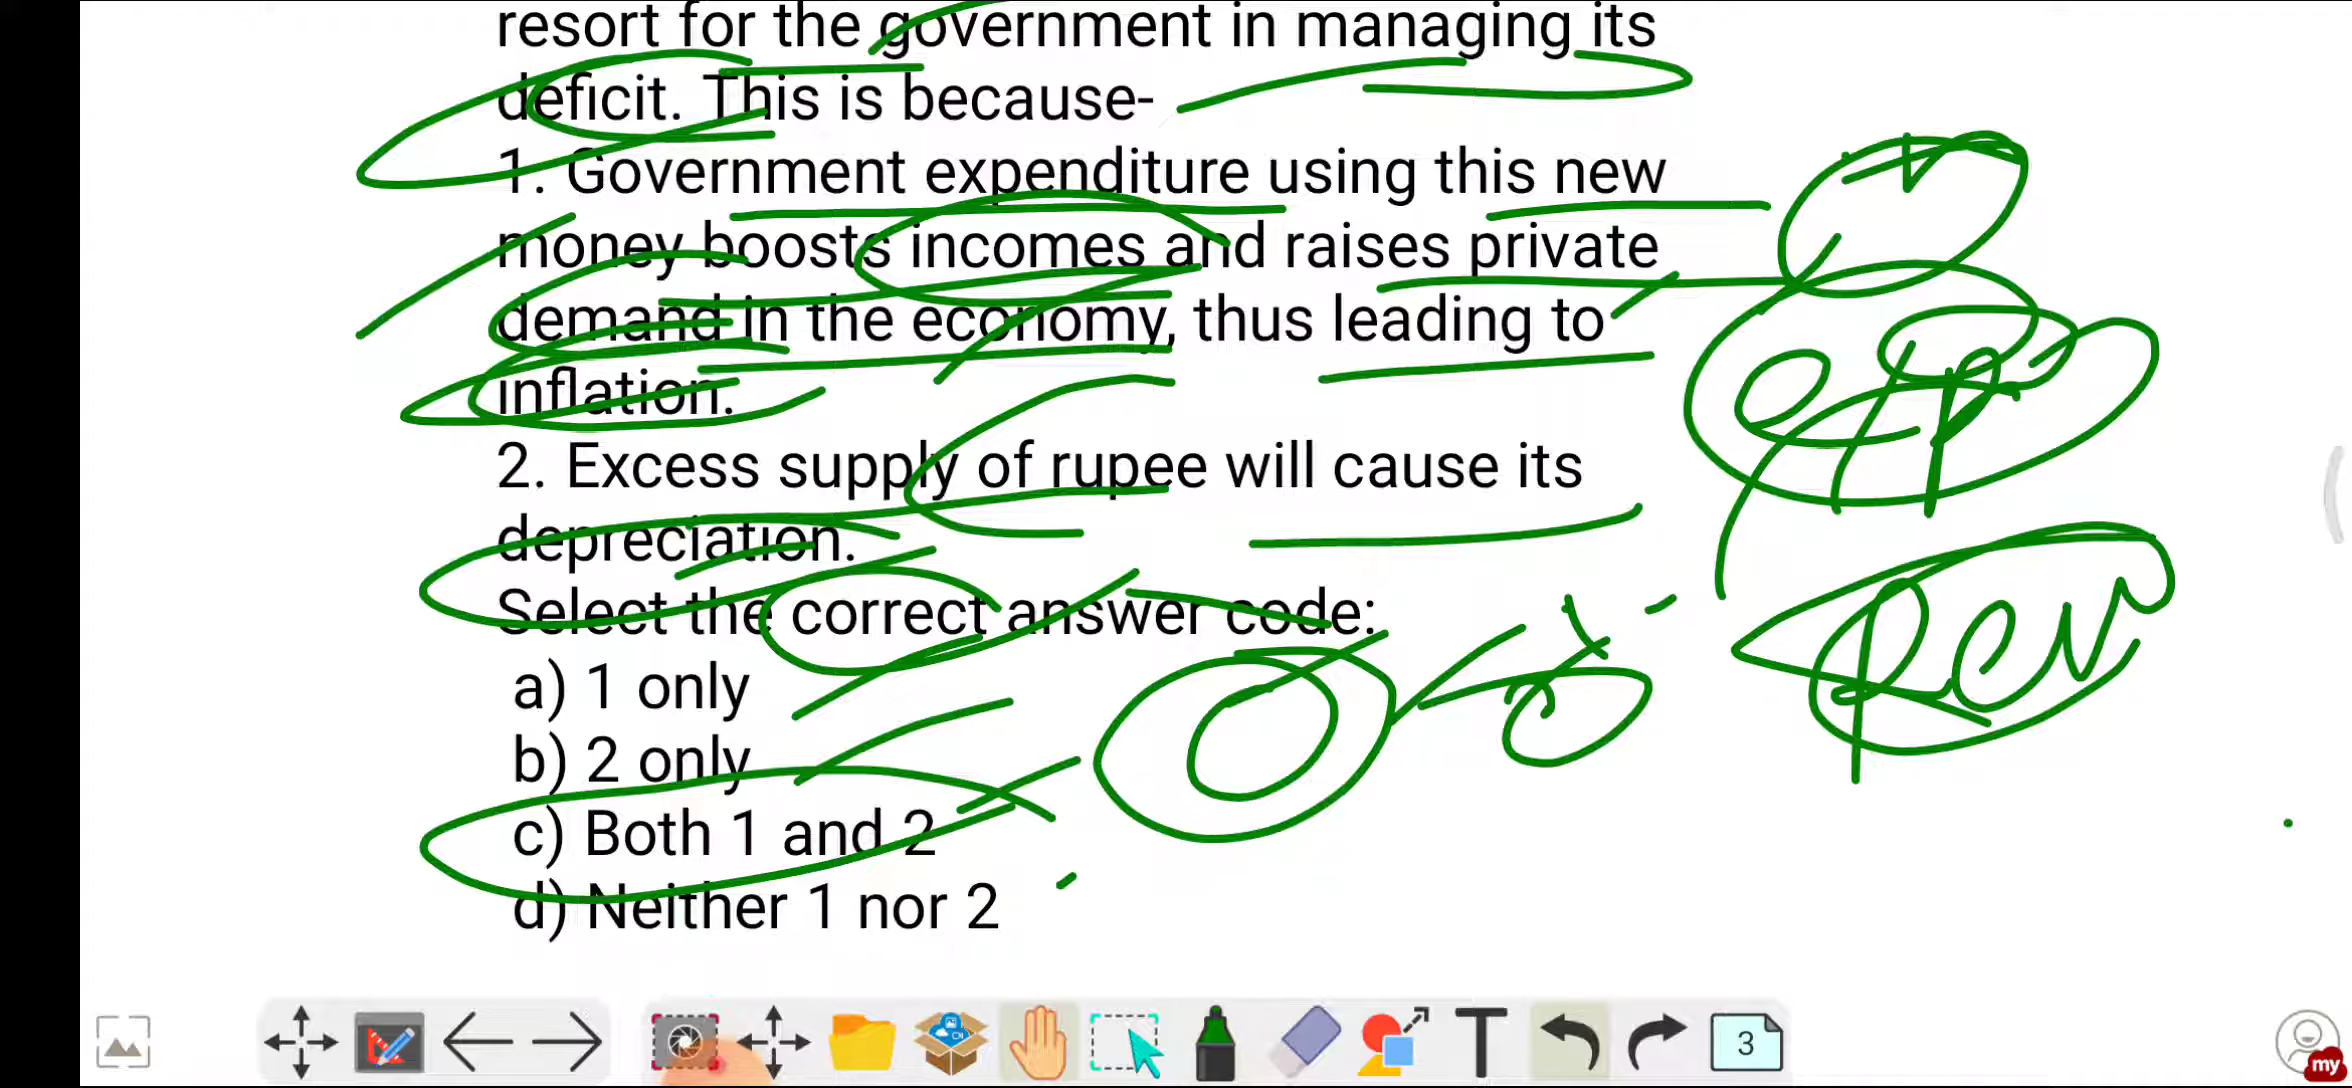 resort for the government in managing its
deficit. This is because-
1. Government expenditure using this new
money boosts incomes and raises private
demand in the economy, thus leading to
inflation.
2. Excess supply of rupee will cause its
depreciation.
Select the correct answer code:
a) 1 only
b) 2 only
c) Both 1 and 2
d) Neither 1 nor 2
T
3
my